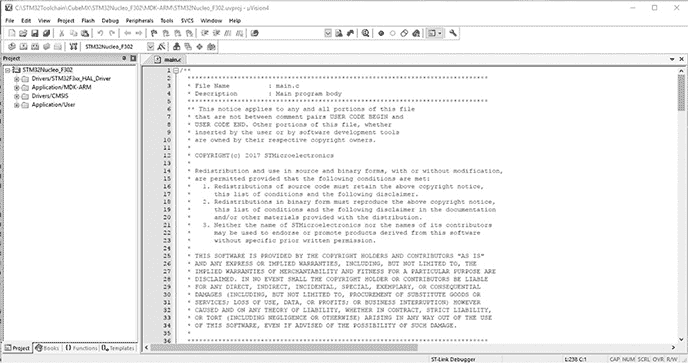 C:\STM32Toolchain\CubeMX\STM32Nucleo_F302\MDK-ARM\STM32Nucleo_F302.uvproj - µVision4
File Edit View Project Flash Debug Peripherals Tools SVCS Window Help
STM32Nucleo_F302
Project
main.c
STM32Nucleo_F302
Drivers/STM32F3xx_HAL_Driver
Application/MDK-ARM
Drivers/CMSIS
Application/User
1 /**
2 ******************************************************************************
3 * File Name : main.c
4 * Description : Main program body
5 ******************************************************************************
6 ** This notice applies to any and all portions of this file
7 * that are not between comment pairs USER CODE BEGIN and
8 * USER CODE END. Other portions of this file, whether
9 * inserted by the user or by software development tools
10 * are owned by their respective copyright owners.
11 *
12 * COPYRIGHT(c) 2017 STMicroelectronics
13 *
14 * Redistribution and use in source and binary forms, with or without modification,
15 * are permitted provided that the following conditions are met:
16 * 1. Redistributions of source code must retain the above copyright notice,
17 * this list of conditions and the following disclaimer.
18 * 2. Redistributions in binary form must reproduce the above copyright notice,
19 * this list of conditions and the following disclaimer in the documentation
20 * and/or other materials provided with the distribution.
21 * 3. Neither the name of STMicroelectronics nor the names of its contributors
22 * may be used to endorse or promote products derived from this software
23 * without specific prior written permission.
24 *
25 * THIS SOFTWARE IS PROVIDED BY THE COPYRIGHT HOLDERS AND CONTRIBUTORS "AS IS"
26 * AND ANY EXPRESS OR IMPLIED WARRANTIES, INCLUDING, BUT NOT LIMITED TO, THE
27 * IMPLIED WARRANTIES OF MERCHANTABILITY AND FITNESS FOR A PARTICULAR PURPOSE ARE
28 * DISCLAIMED. IN NO EVENT SHALL THE COPYRIGHT HOLDER OR CONTRIBUTORS BE LIABLE
29 * FOR ANY DIRECT, INDIRECT, INCIDENTAL, SPECIAL, EXEMPLARY, OR CONSEQUENTIAL
30 * DAMAGES (INCLUDING, BUT NOT LIMITED TO, PROCUREMENT OF SUBSTITUTE GOODS OR
31 * SERVICES; LOSS OF USE, DATA, OR PROFITS; OR BUSINESS INTERRUPTION) HOWEVER
32 * CAUSED AND ON ANY THEORY OF LIABILITY, WHETHER IN CONTRACT, STRICT LIABILITY,
33 * OR TORT (INCLUDING NEGLIGENCE OR OTHERWISE) ARISING IN ANY WAY OUT OF THE USE
34 * OF THIS SOFTWARE, EVEN IF ADVISED OF THE POSSIBILITY OF SUCH DAMAGE.
35 *
36 ******************************************************************************
Project Books Functions Templates
ST-Link Debugger L:238 C:1 CAP NUM SCRL OVR R/W